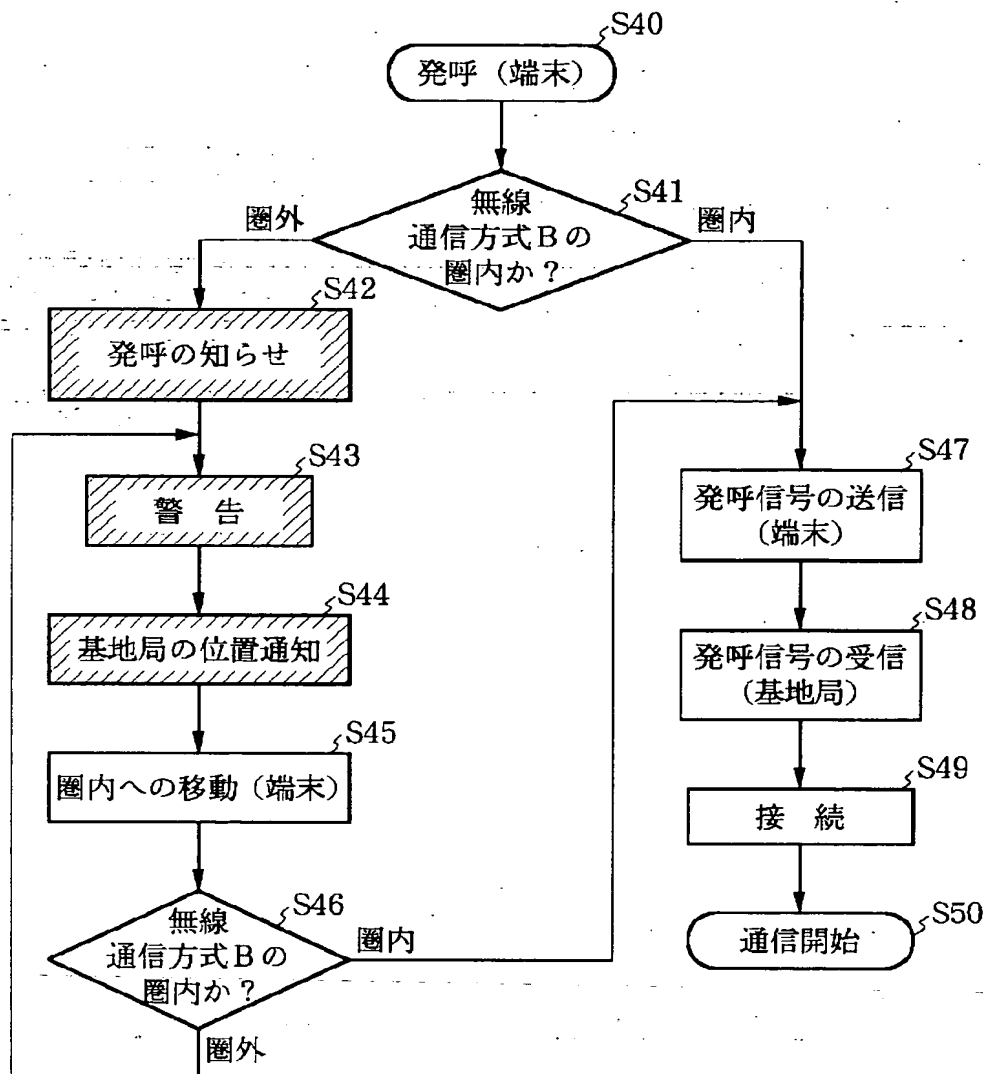 S40
発呼（端末）
S41
無線
通信方式Bの
圏内か？
圏外
圏内
S42
発呼の知らせ
S43
警 告
S44
基地局の位置通知
S45
圏内への移動（端末）
S46
無線
通信方式Bの
圏内か？
圏内
圏外
S47
発呼信号の送信
（端末）
S48
発呼信号の受信
（基地局）
S49
接 続
S50
通信開始